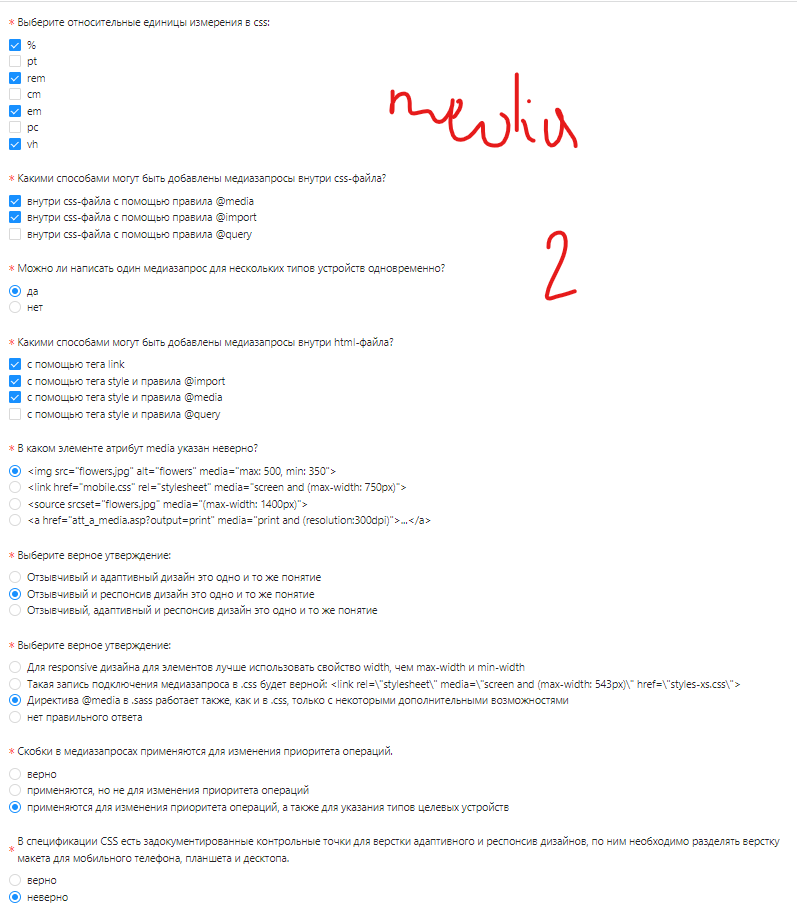 * Выберите относительные единицы измерения в css:
%
pt
rem
cm
em
pc
vh
media
* Какими способами могут быть добавлены медиазапросы внутри css-файла?
внутри css-файла с помощью правила @media
внутри css-файла с помощью правила @import
внутри css-файла с помощью правила @query
2
* Можно ли написать один медиазапрос для нескольких типов устройств одновременно?
да
нет
* Какими способами могут быть добавлены медиазапросы внутри html-файла?
с помощью тега link
с помощью тега style и правила @import
с помощью тега style и правила @media
с помощью тега style и правила @query
* В каком элементе атрибут media указан неверно?
<img src="flowers.jpg" alt="flowers" media="max: 500, min: 350">
<link href="mobile.css" rel="stylesheet" media="screen and (max-width: 750px)">
<source srcset="flowers.jpg" media="(max-width: 1400px)">
<a href="att_a_media.asp?output=print" media="print and (resolution:300dpi)">...</a>
* Выберите верное утверждение:
Отзывчивый и адаптивный дизайн это одно и то же понятие
Отзывчивый и респонсив дизайн это одно и то же понятие
Отзывчивый, адаптивный и респонсив дизайн это одно и то же понятие
* Выберите верное утверждение:
Для responsive дизайна для элементов лучше использовать свойство width, чем max-width и min-width
Такая запись подключения медиазапроса в .css будет верной: <link rel=\"stylesheet\" media=\"screen and (max-width: 543px)\" href=\"styles-xs.css\">
Директива @media в .sass работает также, как и в .css, только с некоторыми дополнительными возможностями
нет правильного ответа
* Скобки в медиазапросах применяются для изменения приоритета операций.
верно
применяются, но не для изменения приоритета операций
применяются для изменения приоритета операций, а также для указания типов целевых устройств
* В спецификации CSS есть задокументированные контрольные точки для верстки адаптивного и респонсив дизайнов, по ним необходимо разделять верстку
макета для мобильного телефона, планшета и десктопа.
верно
неверно